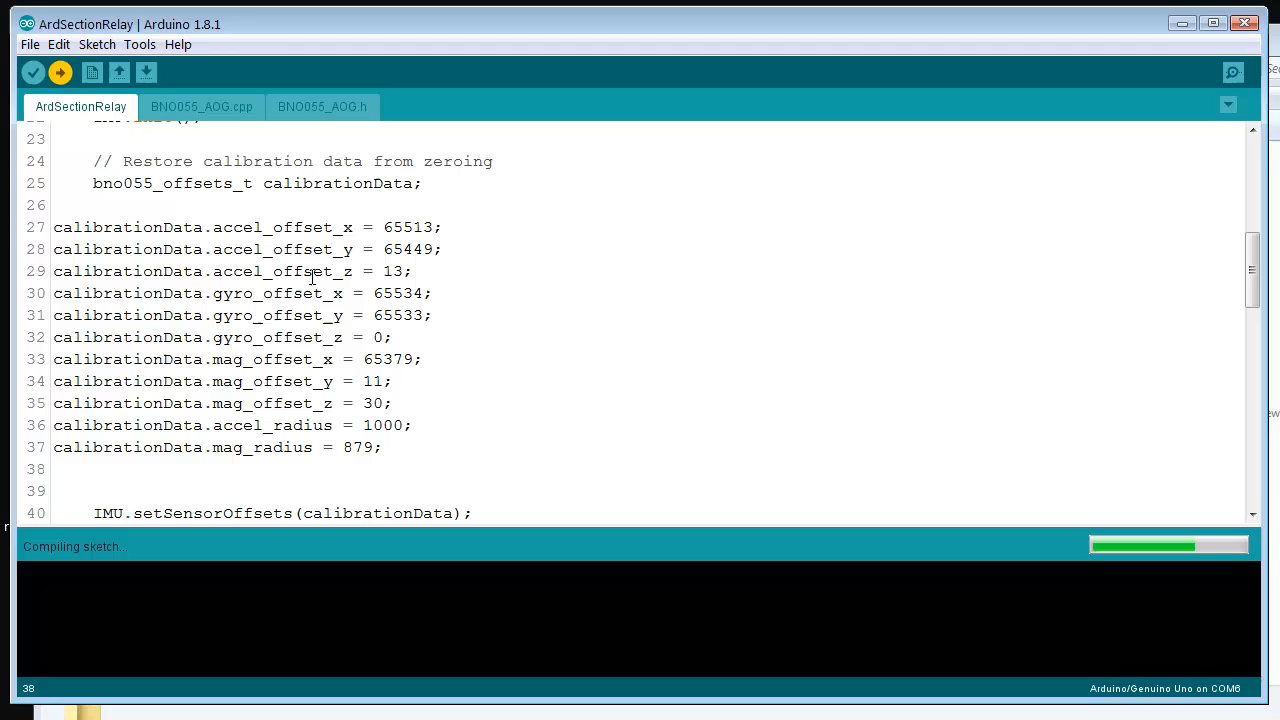 ArdSectionRelay | Arduino 1.8.1
File Edit Sketch Tools Help
ArdSectionRelay BNO055_AOG.cpp BNO055_AOG.h
23
24 // Restore calibration data from zeroing
25 bno055_offsets_t calibrationData;
26
27 calibrationData.accel_offset_x = 65513;
28 calibrationData.accel_offset_y = 65449;
29 calibrationData.accel_offset_z = 13;
30 calibrationData.gyro_offset_x = 65534;
31 calibrationData.gyro_offset_y = 65533;
32 calibrationData.gyro_offset_z = 0;
33 calibrationData.mag_offset_x = 65379;
34 calibrationData.mag_offset_y = 11;
35 calibrationData.mag_offset_z = 30;
36 calibrationData.accel_radius = 1000;
37 calibrationData.mag_radius = 879;
38
39
40 IMU.setSensorOffsets(calibrationData);
Compiling sketch...
38 Arduino/Genuino Uno on COM6